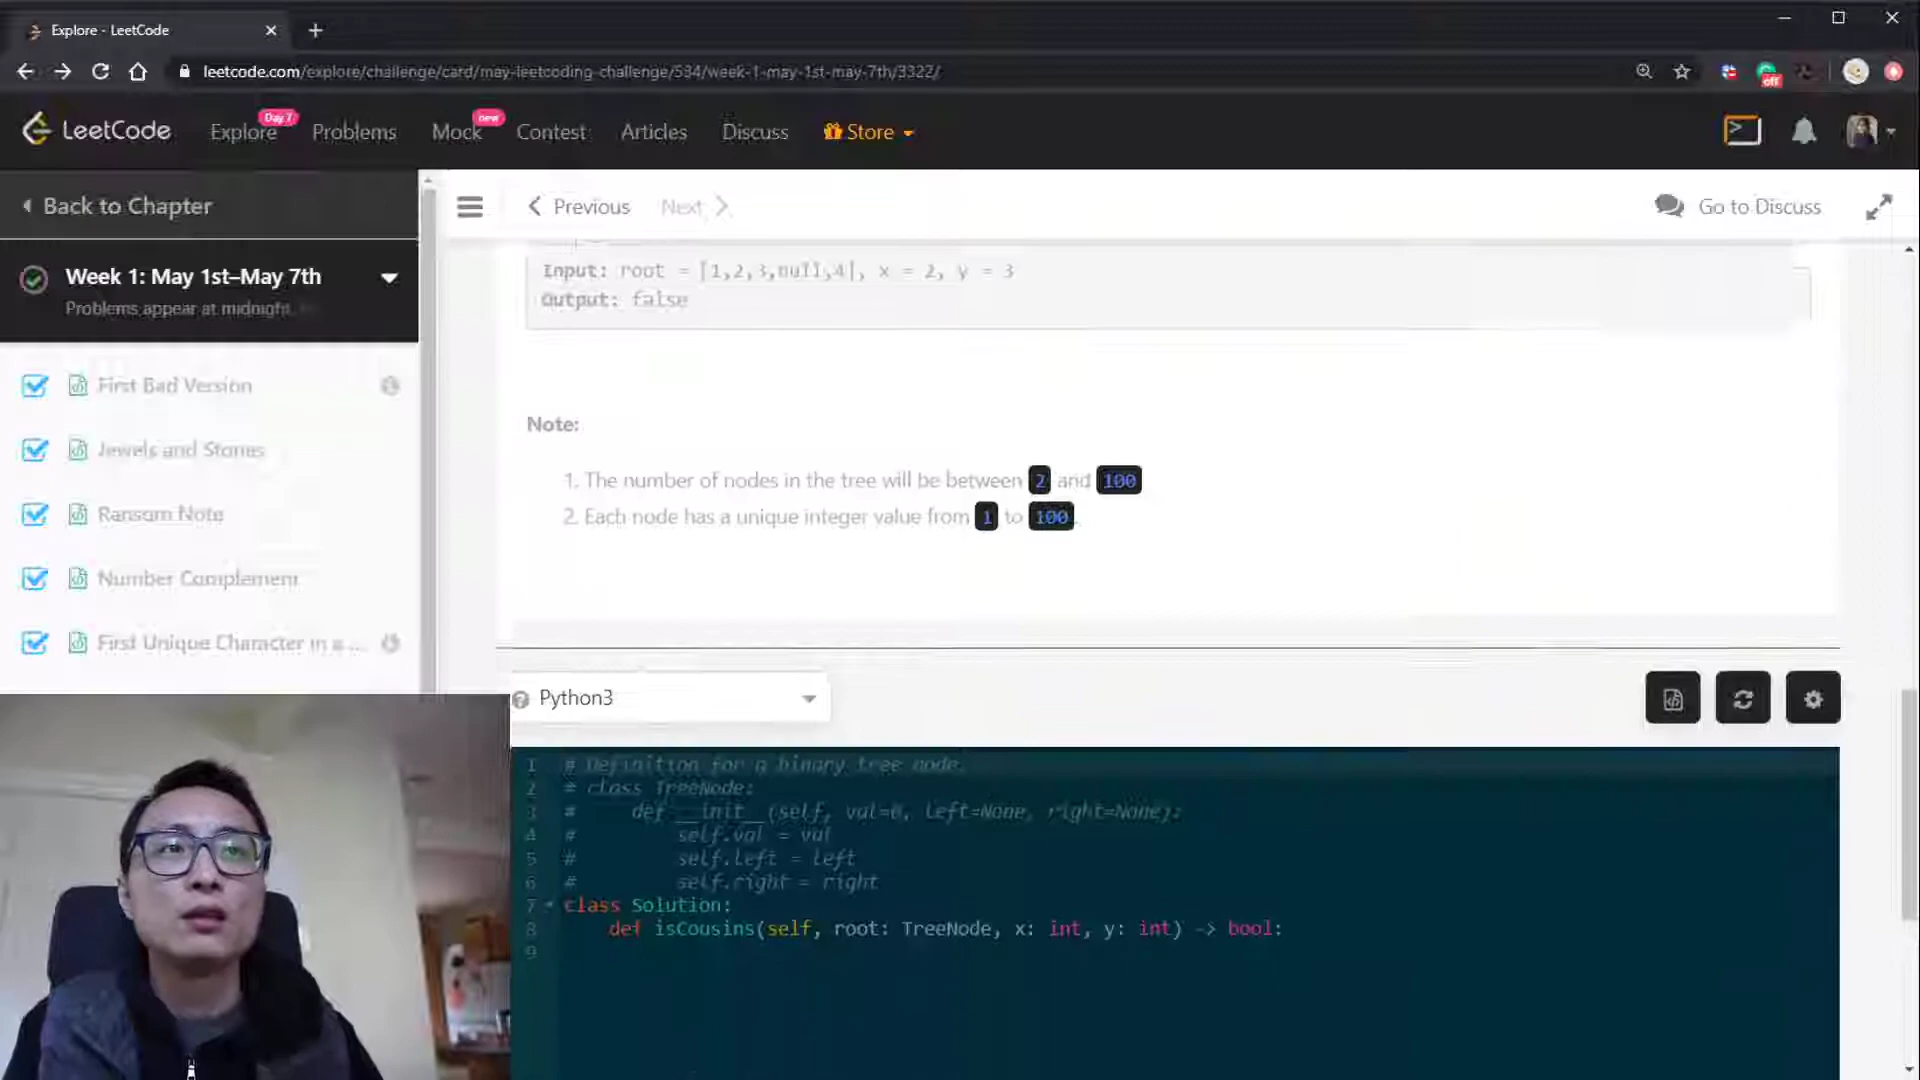 Explore - LeetCode
leetcode.com/explore/challenge/card/may-leetcoding-challenge/534/week-1-may-1st-may-7th/3322/
off
LeetCode
Explore
Day 7
Problems
Mock
new
Contest
Articles
Discuss
Store
Back to Chapter
Previous
Next
Go to Discuss
Week 1: May 1st–May 7th
Problems appear at midnight.
First Bad Version
Jewels and Stones
Ransom Note
Number Complement
First Unique Character in a ...
Input: root = [1,2,3,null,4], x = 2, y = 3
Output: false
Note:
1. The number of nodes in the tree will be between 2 and 100
2. Each node has a unique integer value from 1 to 100.
Python3
1 # Definition for a binary tree node.
2 # class TreeNode:
3 #     def __init__(self, val=0, left=None, right=None):
4 #         self.val = val
5 #         self.left = left
6 #         self.right = right
7 class Solution:
8     def isCousins(self, root: TreeNode, x: int, y: int) -> bool:
9